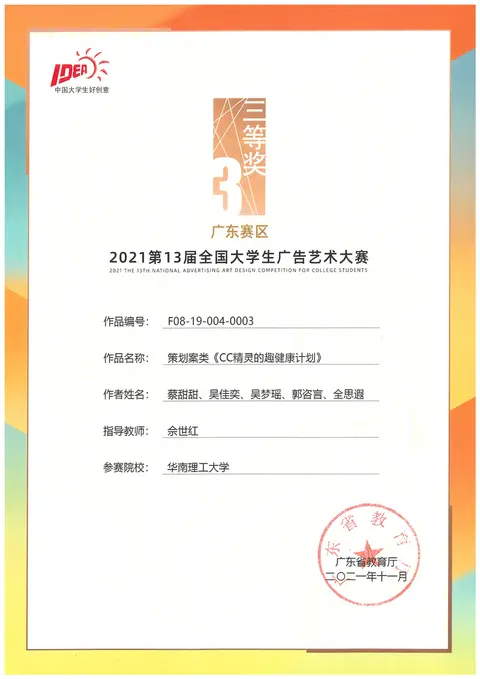 IDEA
中国大学生好创意
三等奖
3
广东赛区
2021第13届全国大学生广告艺术大赛
2021 THE 13TH NATIONAL ADVERTISING ART DESIGN COMPETITION FOR COLLEGE STUDENTS
作品编号： F08-19-004-0003
作品名称： 策划案类《CC精灵的趣健康计划》
作者姓名： 蔡甜甜、吴佳奕、吴梦瑶、郭咨言、全思遐
指导教师： 佘世红
参赛院校： 华南理工大学
广东省教育厅
广东省教育厅
二〇二一年十一月